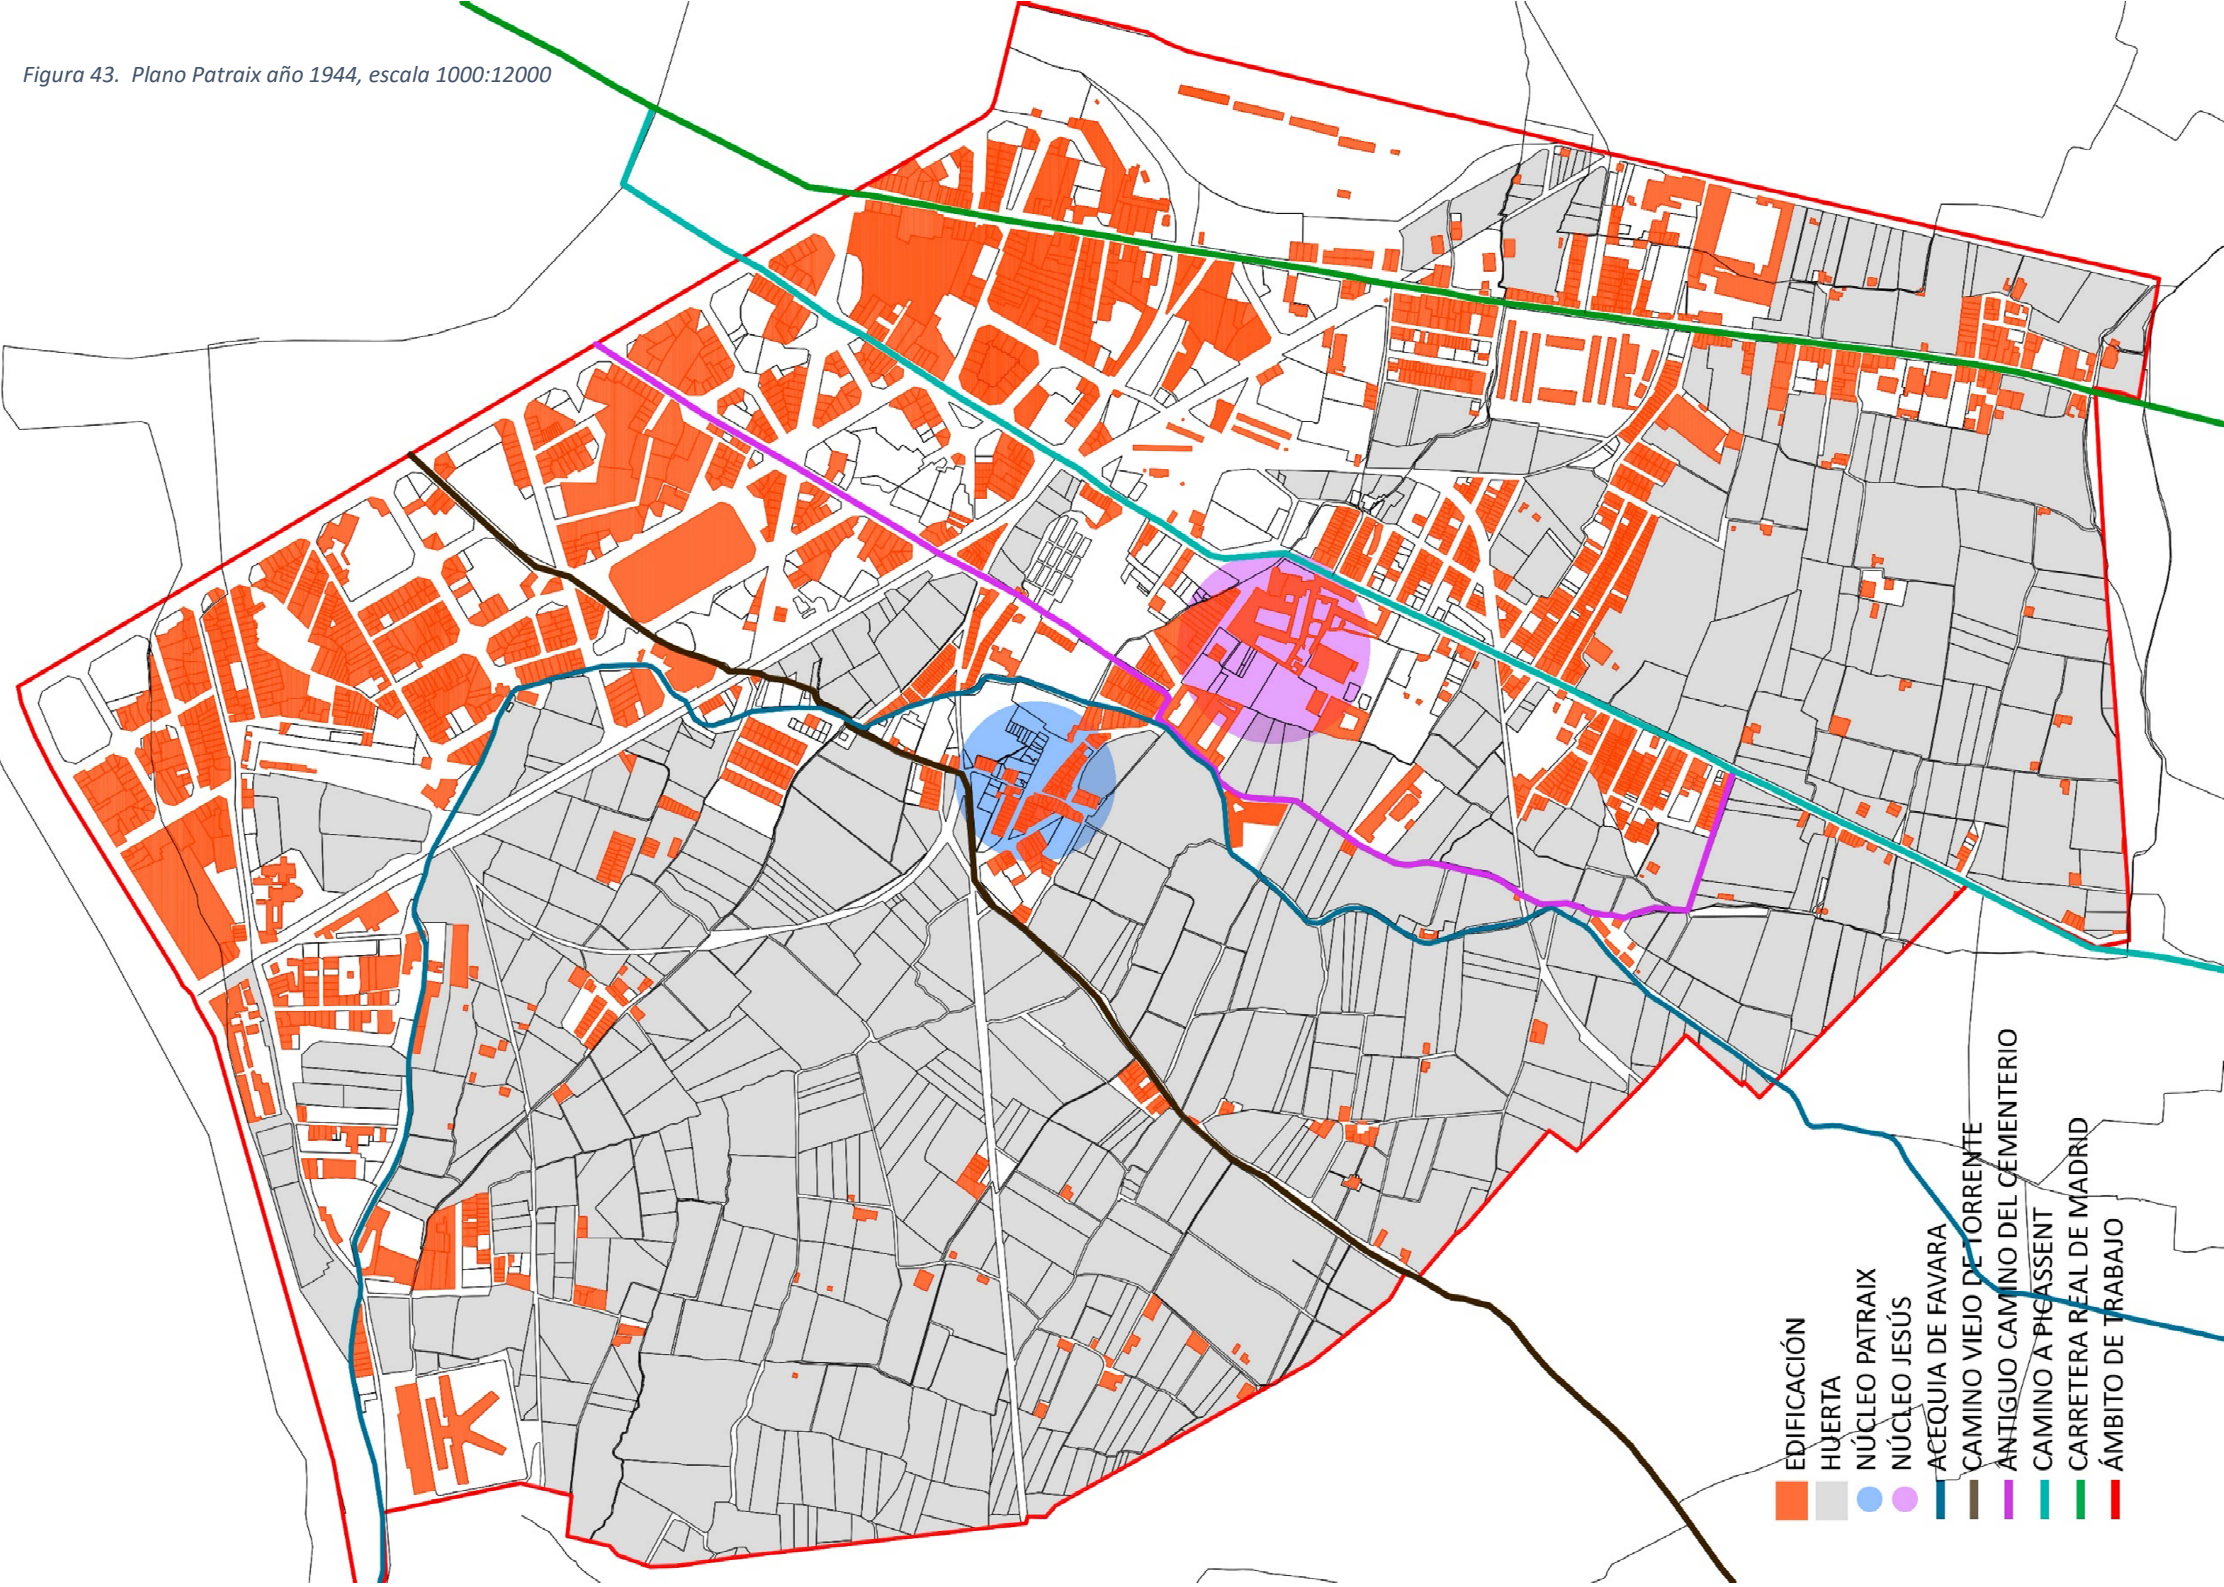 Figura 43. Plano Patraix año 1944, escala 1000:12000
EDIFICACIÓN
HUERTA
NÚCLEO PATRAIX
NÚCLEO JESÚS
ACEQUIA DE FAVARA
CAMINO VIEJO DE TORRENTE
ANTIGUO CAMINO DEL CEMENTERIO
CAMINO A PICASSENT
CARRETERA REAL DE MADRID
ÁMBITO DE TRABAJO